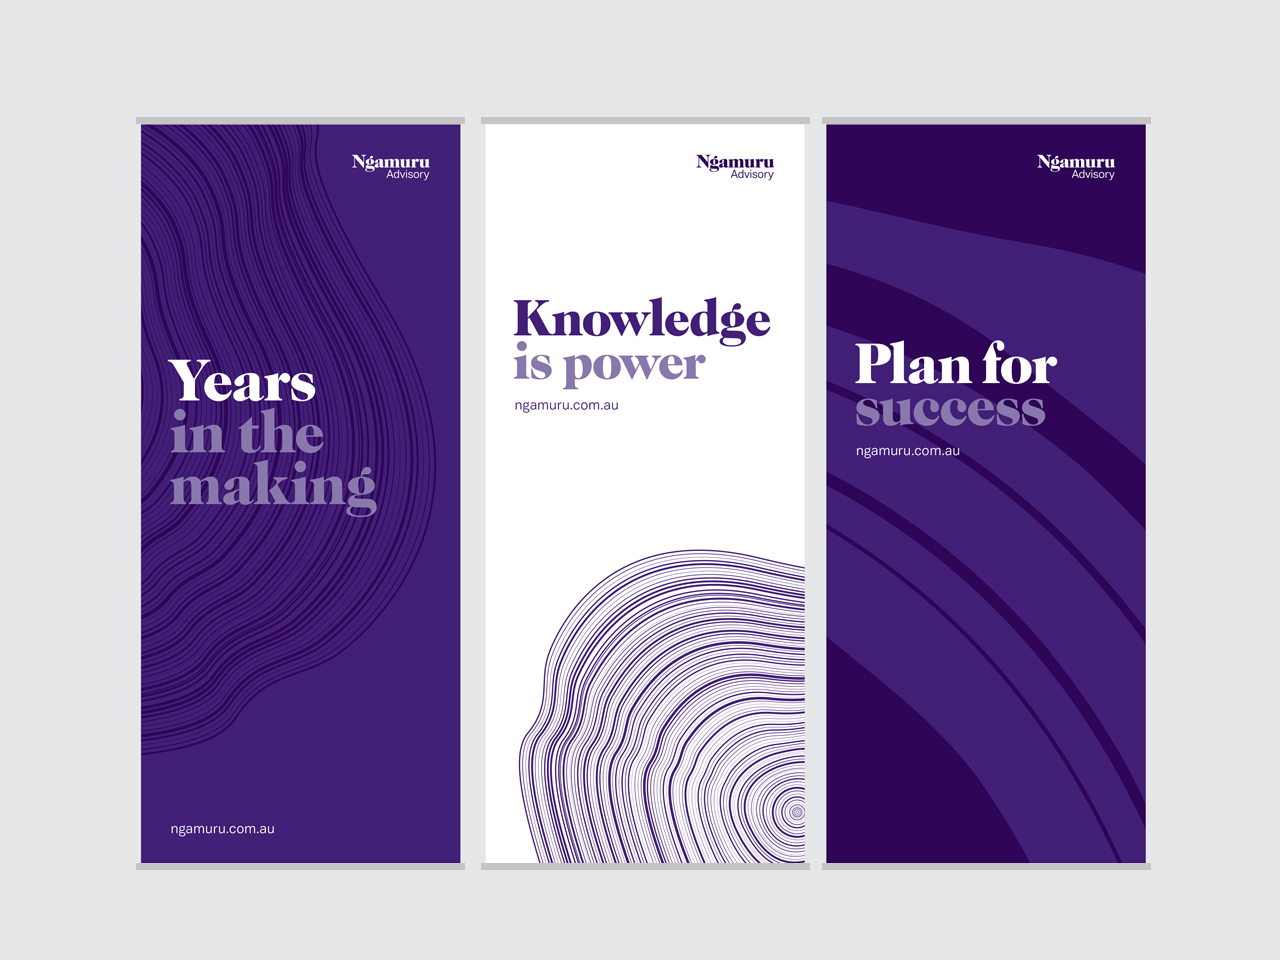 Ngamuru
Advisory
Years
in the
making
ngamuru.com.au
Ngamuru
Advisory
Knowledge
is power
ngamuru.com.au
Ngamuru
Advisory
Plan for
success
ngamuru.com.au